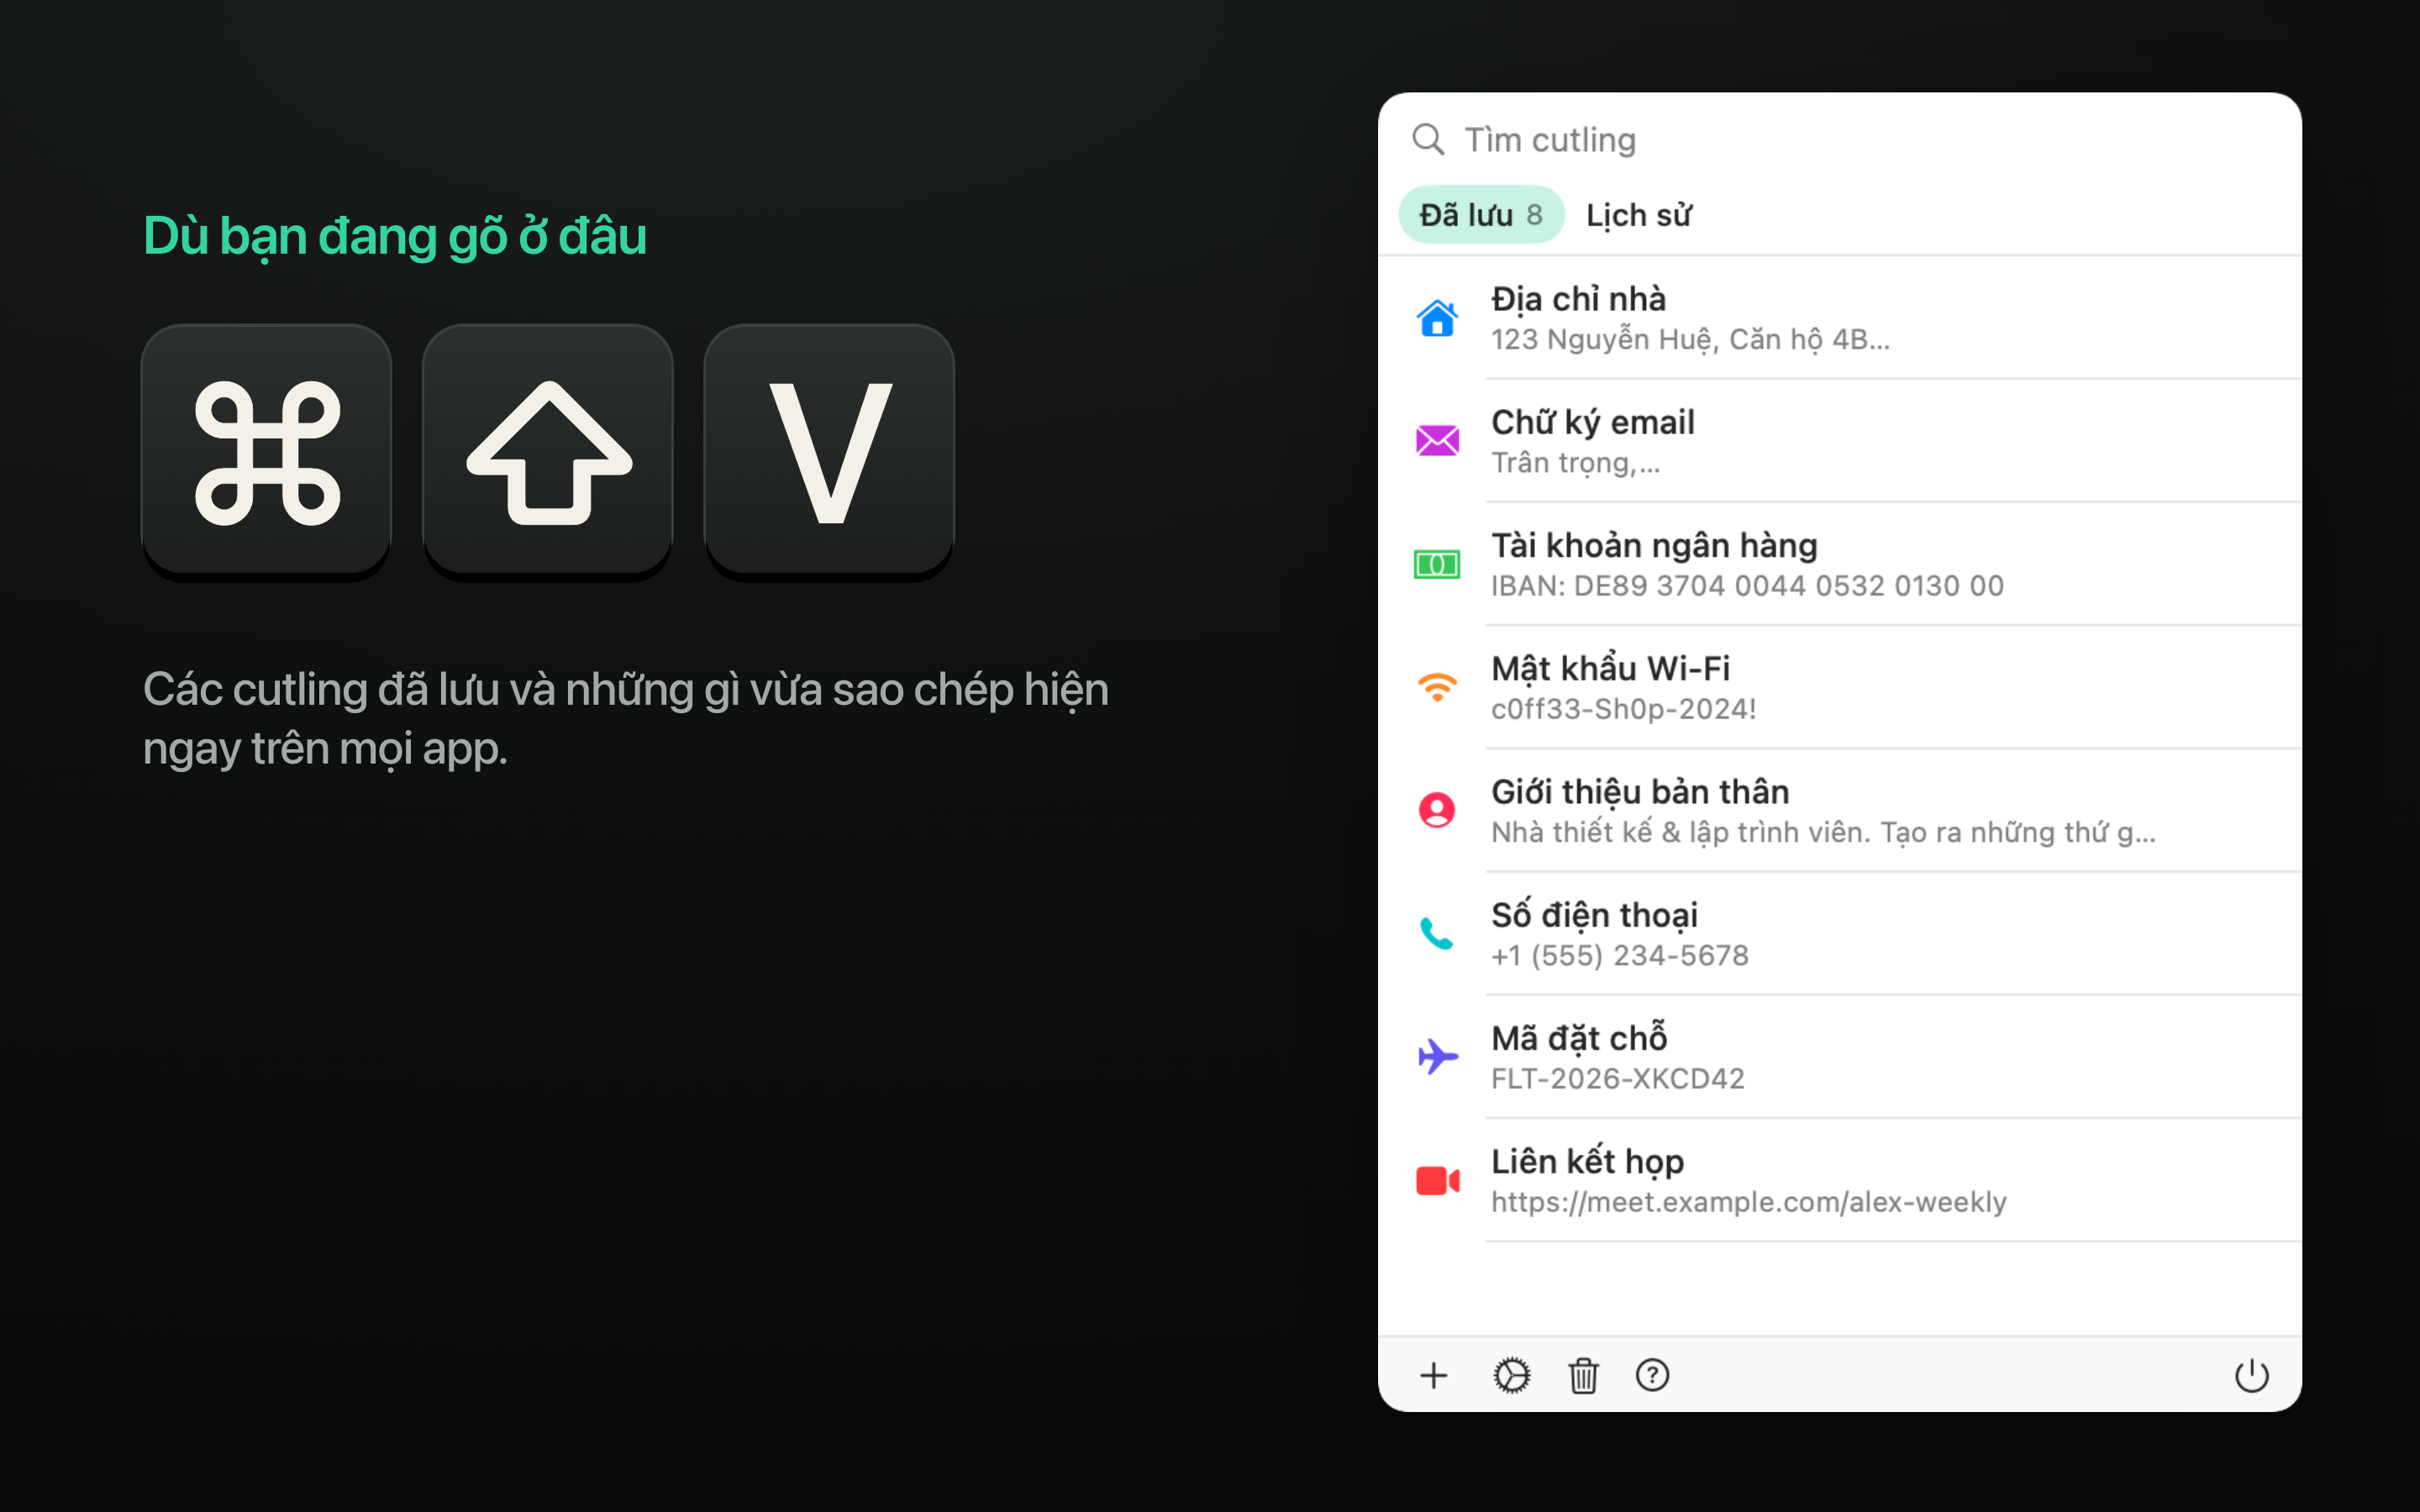 Dù bạn đang gõ ở đâu
⌘ ⇧ V
Các cutling đã lưu và những gì vừa sao chép hiện
ngay trên mọi app.
Tìm cutling
Đã lưu 8 Lịch sử
Địa chỉ nhà
123 Nguyễn Huệ, Căn hộ 4B...
Chữ ký email
Trân trọng,...
Tài khoản ngân hàng
IBAN: DE89 3704 0044 0532 0130 00
Mật khẩu Wi-Fi
c0ff33-Sh0p-2024!
Giới thiệu bản thân
Nhà thiết kế & lập trình viên. Tạo ra những thứ g...
Số điện thoại
+1 (555) 234-5678
Mã đặt chỗ
FLT-2026-XKCD42
Liên kết họp
https://meet.example.com/alex-weekly